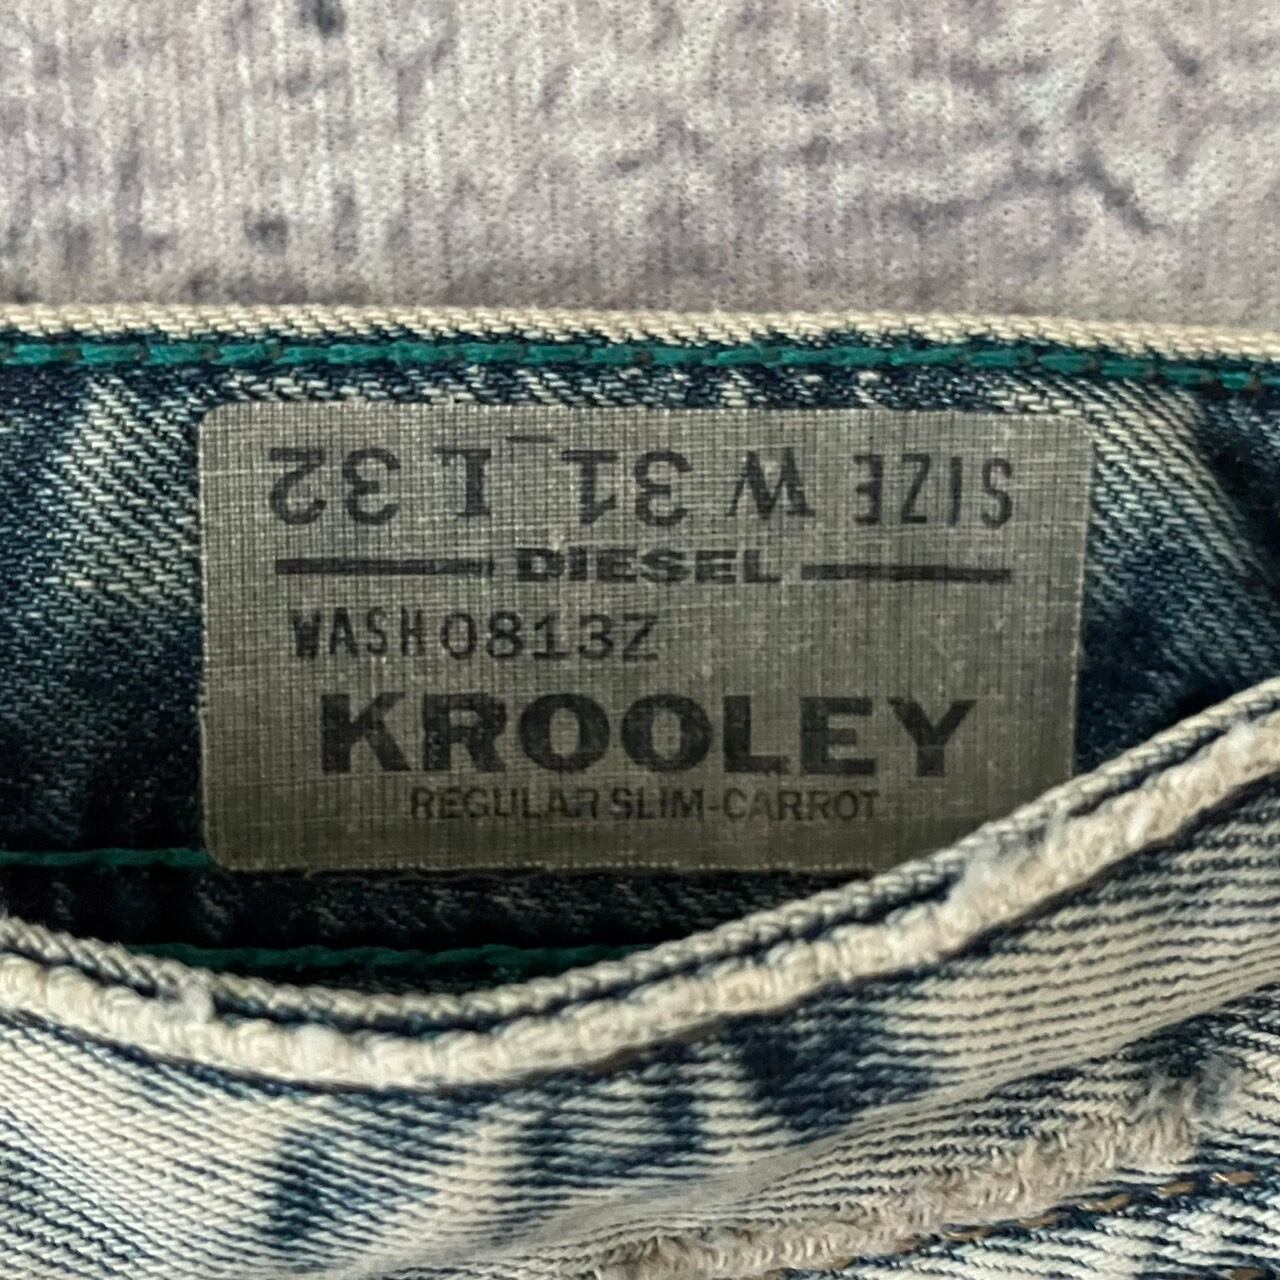 SIZE W 31 L 32
DIESEL
WASH 0813Z
KROOLEY
REGULAR SLIM-CARROT